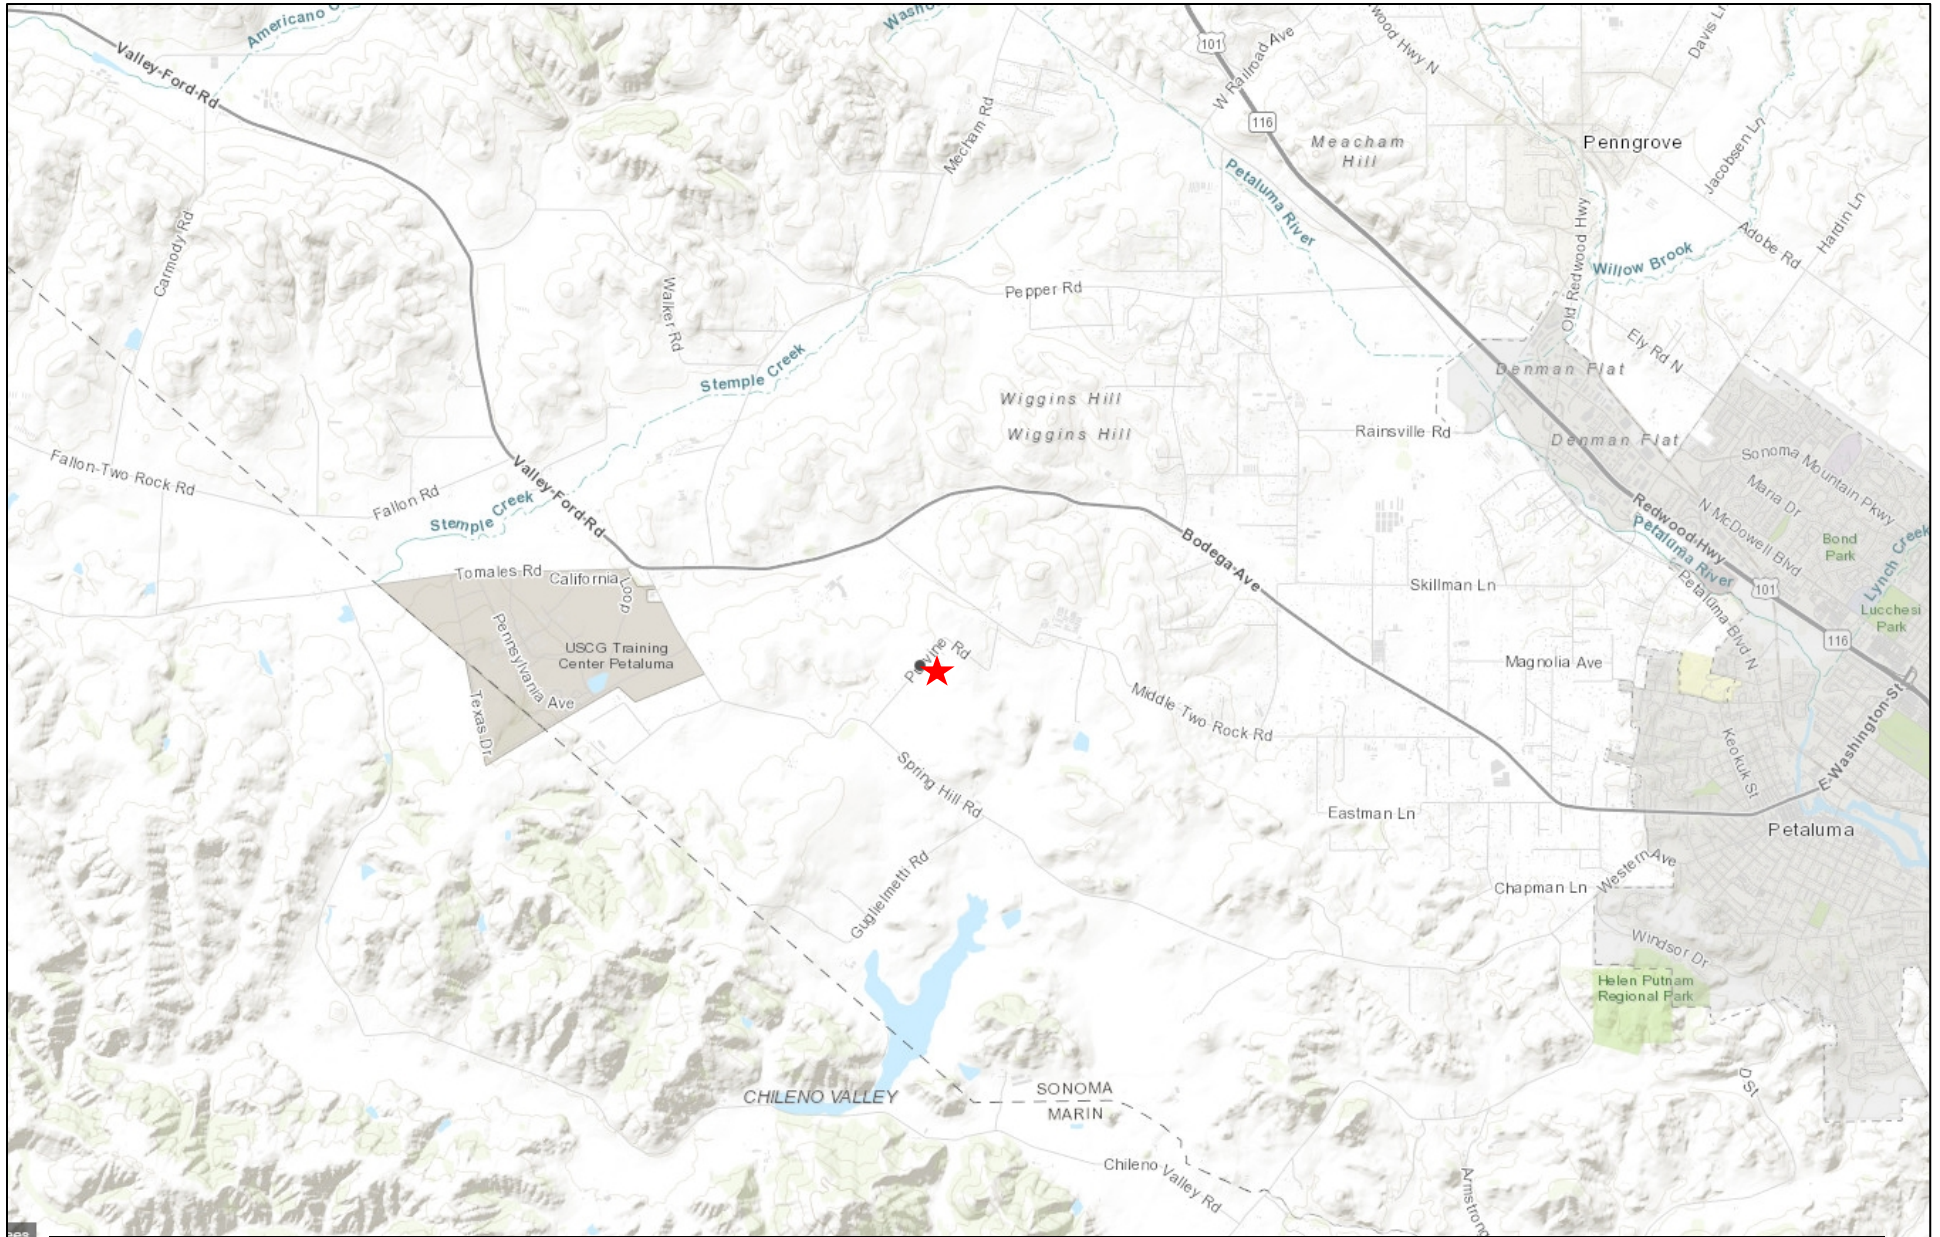 Americano
Valley-Ford-Rd
Washo
101
W Railroad Ave
wood Hwy N
Davis Ln
116
Meacham
Hill
Penngrove
Jacobsen Ln
Mecham Rd
Petaluma River
Carmody Rd
Old Redwood Hwy
Adobe Rd
Hardin Ln
Willow Brook
Walker Rd
Pepper Rd
Ely Rd N
Stemple Creek
Denman Flat
Wiggins Hill
Wiggins Hill
Rainsville Rd
Denman Flat
Sonoma Mountain Pkwy
Maria Dr
N McDowell Blvd
Fallon-Two Rock Rd
Fallon Rd
Valley-Ford-Rd
Stemple Creek
Redwood-Hwy
Petaluma River
Bond
Park
Lynch Creek
Bodega-Ave
Tomales Rd
California Loop
Skillman Ln
Petaluma Blvd N
101
Lucchesi
Park
116
Pennsylvania Ave
USCG Training
Center Petaluma
Rd
Magnolia Ave
Texas Dr
Middle Two Rock Rd
E-Washington-St
Keokuk St
Spring Hill Rd
Eastman Ln
Petaluma
Guglielmetti Rd
Western Ave
Chapman Ln
Windsor Dr
Helen Putnam
Regional Park
CHILENO VALLEY
SONOMA
MARIN
D St
Chileno Valley Rd
Armstrong